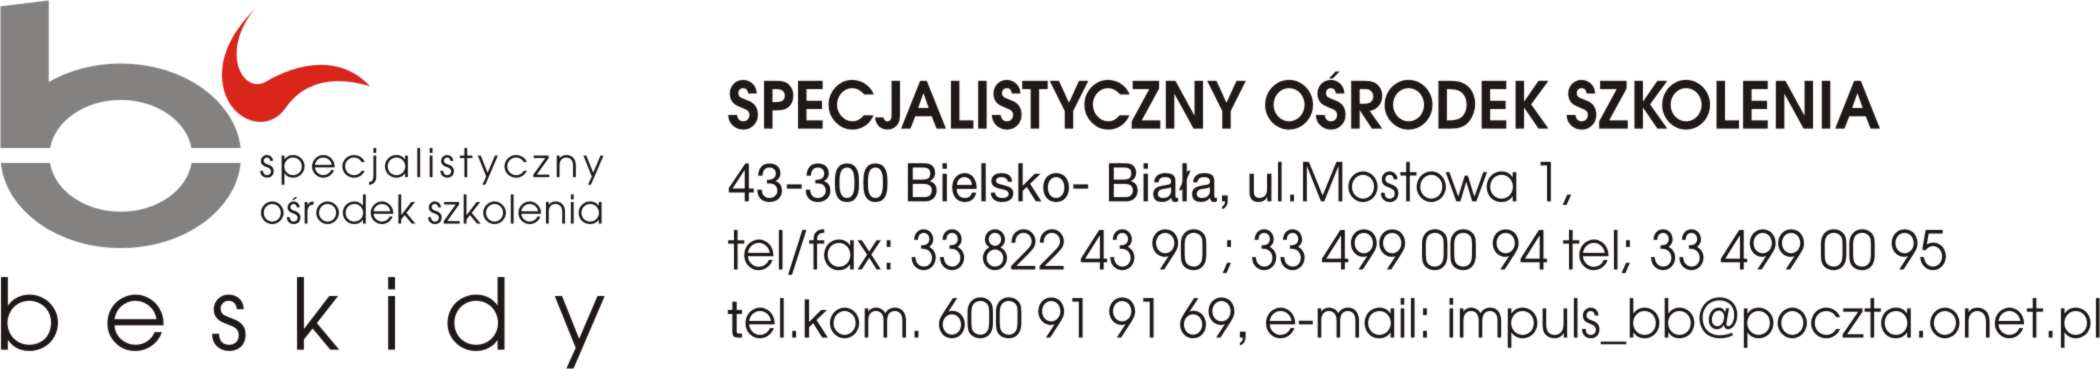 specjalistyczny
ośrodek szkolenia
beskidy
SPECJALISTYCZNY OŚRODEK SZKOLENIA
43-300 Bielsko- Biała, ul.Mostowa 1,
tel/fax: 33 822 43 90 ; 33 499 00 94 tel; 33 499 00 95
tel.kom. 600 91 91 69, e-mail: impuls_bb@poczta.onet.pl